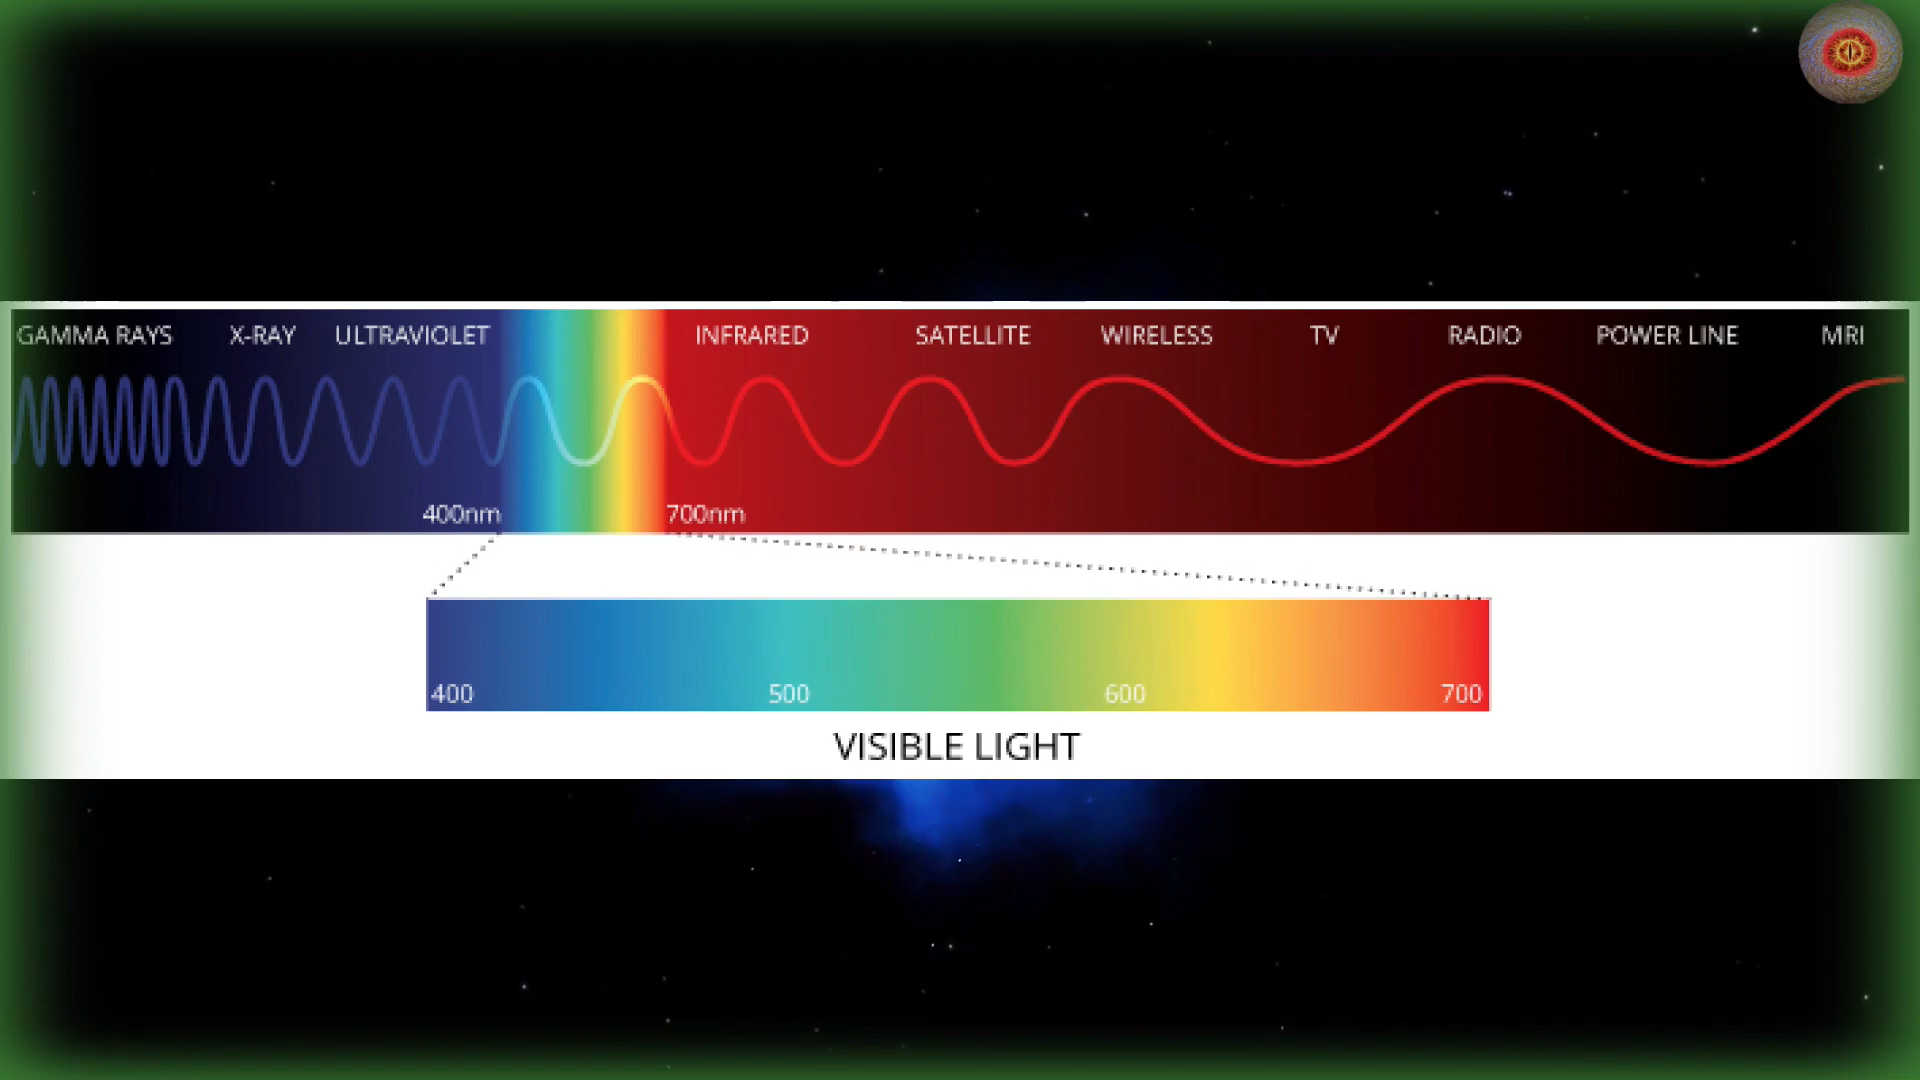 GAMMA RAYS X-RAY ULTRAVIOLET INFRARED SATELLITE WIRELESS TV RADIO POWER LINE MRI
400nm 700nm
400 500 600 700
VISIBLE LIGHT